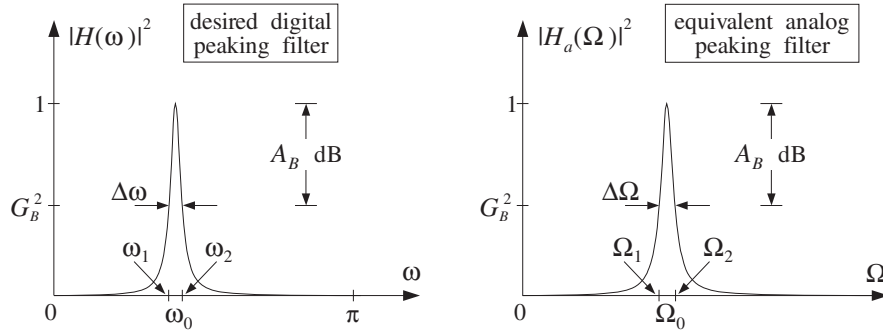 |H(ω)|²
desired digital
peaking filter
1
A_B dB
G_B²
Δω
ω₁
ω₂
ω
0
ω₀
π
|H_a(Ω)|²
equivalent analog
peaking filter
1
A_B dB
G_B²
ΔΩ
Ω₁
Ω₂
Ω
0
Ω₀